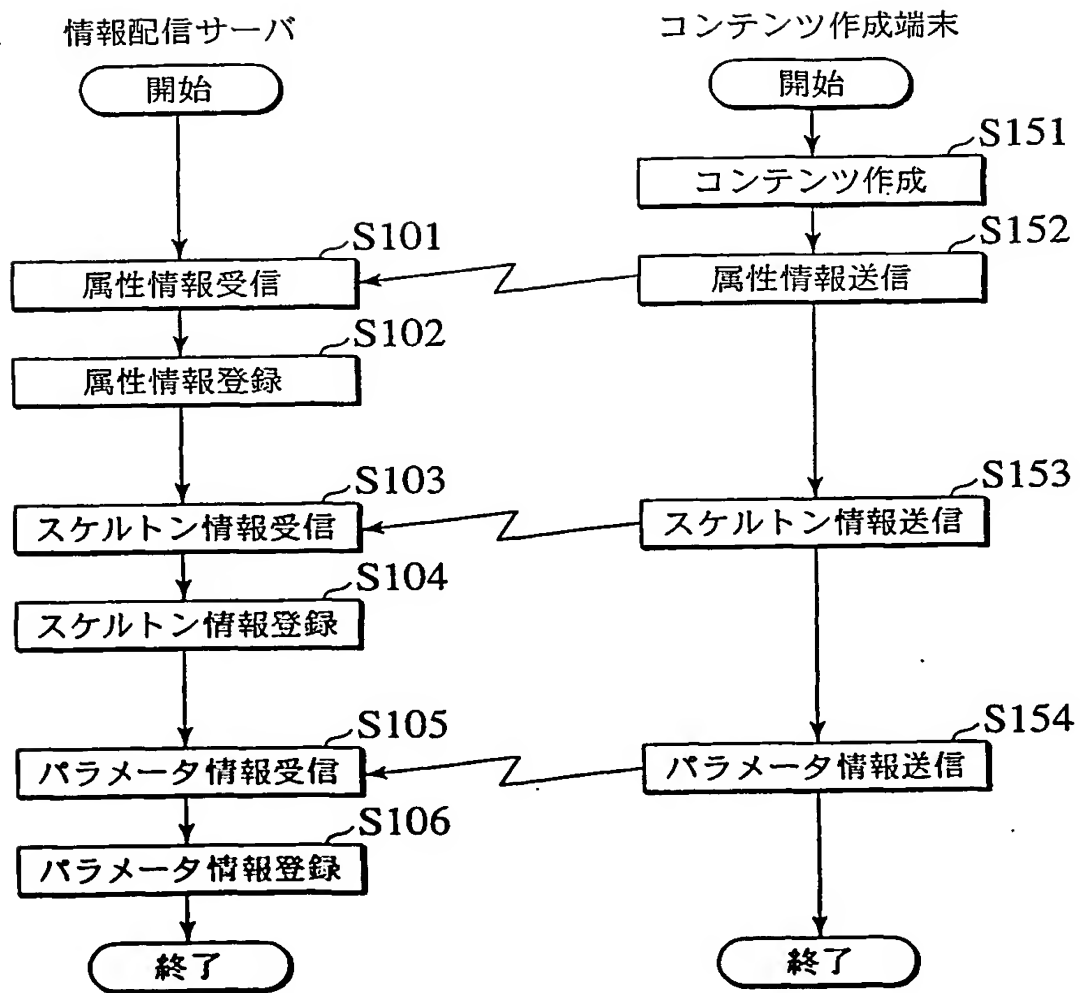 情報配信サーバ
コンテンツ作成端末
開始
開始
S151
コンテンツ作成
S101
S152
属性情報受信
属性情報送信
S102
属性情報登録
S103
S153
スケルトン情報受信
スケルトン情報送信
S104
スケルトン情報登録
S105
S154
パラメータ情報受信
パラメータ情報送信
S106
パラメータ情報登録
終了
終了